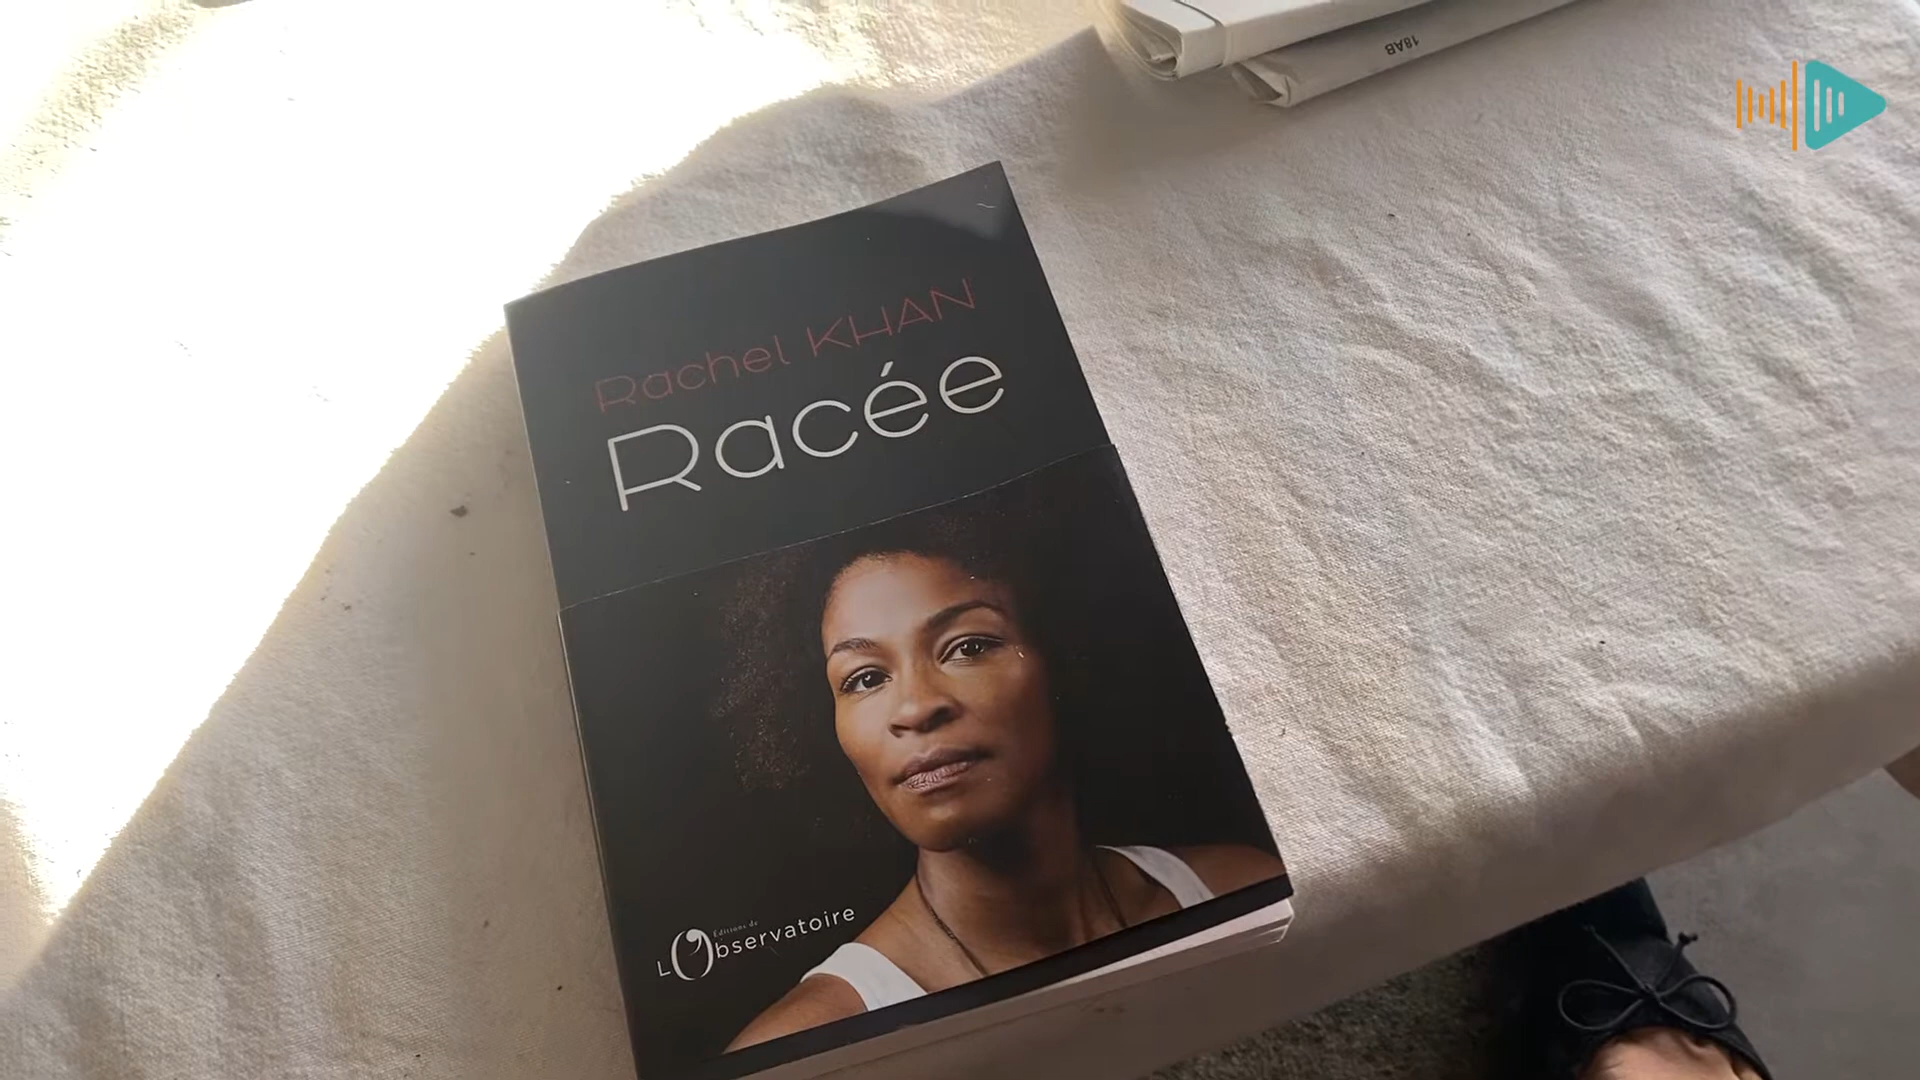 18AB
Rachel KHAN
Racée
Éditions de
L'Observatoire